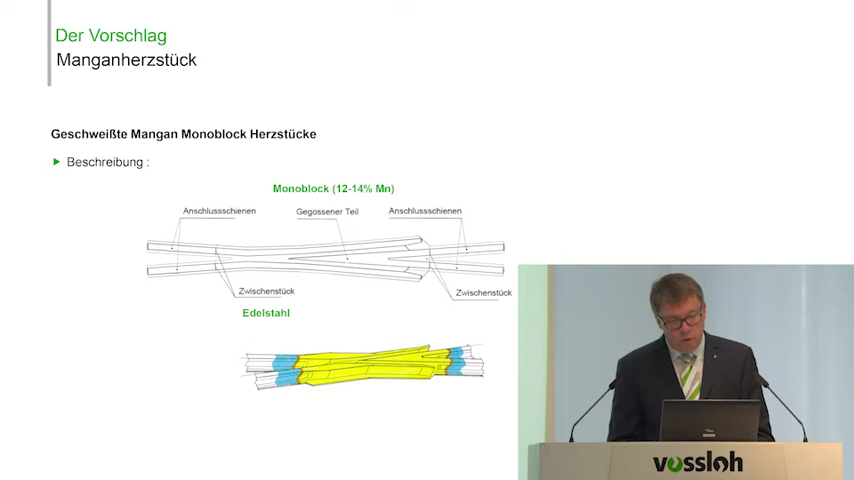 Der Vorschlag
Manganherzstück
Geschweißte Mangan Monoblock Herzstücke
Beschreibung :
Monoblock (12-14% Mn)
Anschlussschienen
Gegossener Teil
Anschlussschienen
Zwischenstück
Zwischenstück
Edelstahl
vossloh